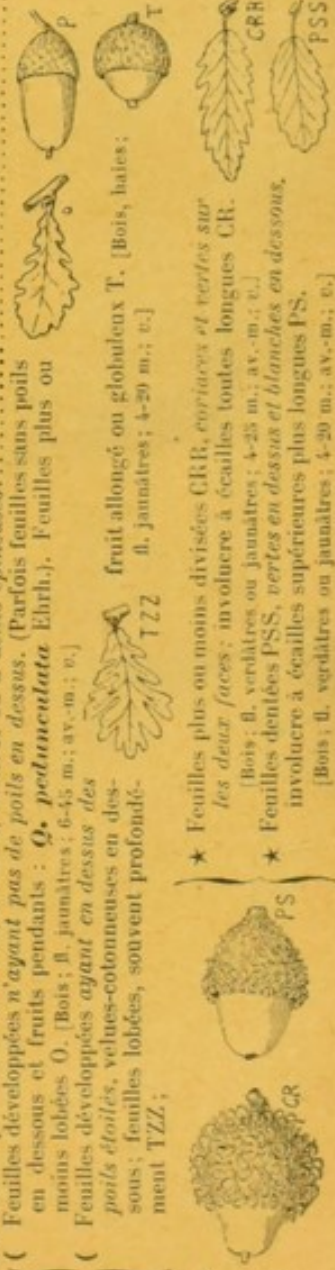 Feuilles développées n'ayant pas de poils en dessus. (Parfois feuilles sans poils
en dessous et fruits pendants : Q. pedunculata Ehrh.). Feuilles plus ou
moins lobées O. [Bois; fl. jaunâtres; 6-45 m.; av.-m.; v.]
O
P
Feuilles développées ayant en dessus des
poils étoilés, velues-cotonneuses en des-
sous; feuilles lobées, souvent profondé-
ment TZZ;
TZZ
fruit allongé ou globuleux T. [Bois, haies;
fl. jaunâtres; 4-20 m.; v.]
T
CR
PS
★ Feuilles plus ou moins divisées CRR, coriaces et vertes sur
les deux faces; involucre à écailles toutes longues CR.
[Bois; fl. verdâtres ou jaunâtres; 4-25 m.; av.-m.; v.]
★ Feuilles dentées PSS, vertes en dessus et blanches en dessous,
involucre à écailles supérieures plus longues PS.
[Bois; fl. verdâtres ou jaunâtres; 4-20 m.; av.-m.; v.]
CRR
PSS